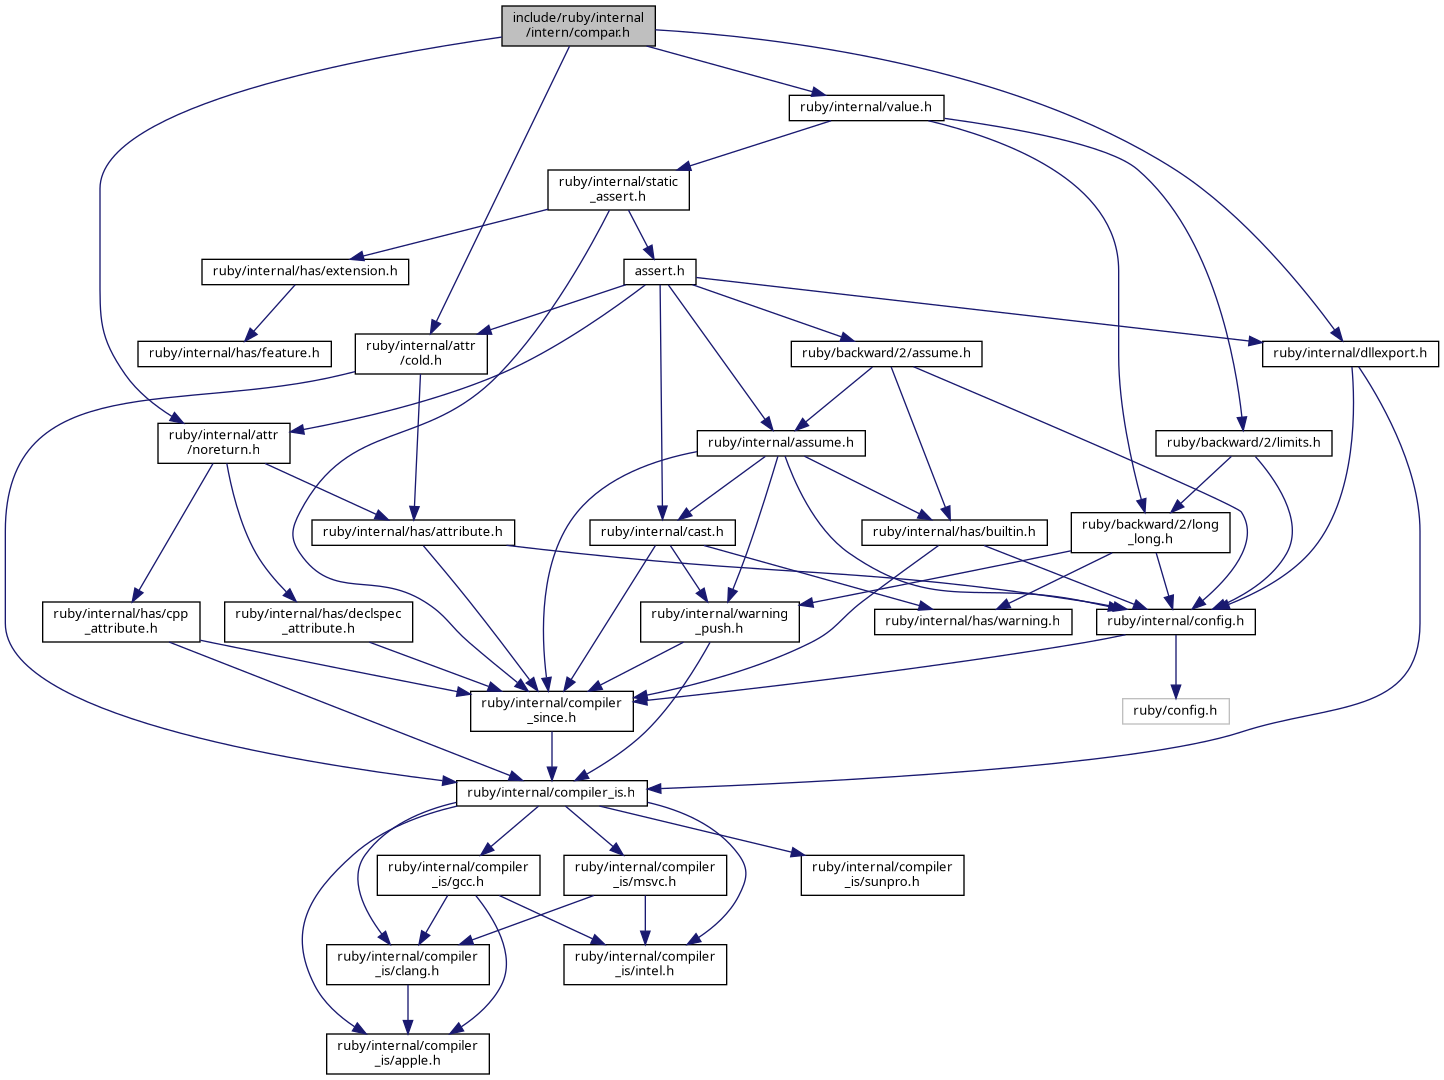 include/ruby/internal
/intern/compar.h
ruby/internal/value.h
ruby/internal/static
_assert.h
ruby/internal/has/extension.h
assert.h
ruby/internal/has/feature.h
ruby/internal/attr
/cold.h
ruby/backward/2/assume.h
ruby/internal/dllexport.h
ruby/internal/attr
/noreturn.h
ruby/internal/assume.h
ruby/backward/2/limits.h
ruby/internal/has/attribute.h
ruby/internal/cast.h
ruby/internal/has/builtin.h
ruby/backward/2/long
_long.h
ruby/internal/has/cpp
_attribute.h
ruby/internal/has/declspec
_attribute.h
ruby/internal/warning
_push.h
ruby/internal/has/warning.h
ruby/internal/config.h
ruby/internal/compiler
_since.h
ruby/config.h
ruby/internal/compiler_is.h
ruby/internal/compiler
_is/gcc.h
ruby/internal/compiler
_is/msvc.h
ruby/internal/compiler
_is/sunpro.h
ruby/internal/compiler
_is/clang.h
ruby/internal/compiler
_is/intel.h
ruby/internal/compiler
_is/apple.h